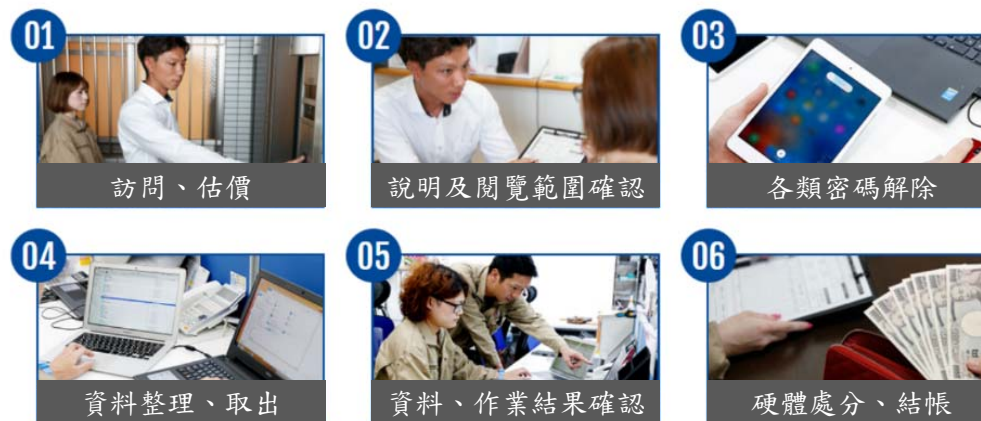 01
訪問、估價
02
說明及閱覽範圍確認
03
各類密碼解除
04
資料整理、取出
05
資料、作業結果確認
06
硬體處分、結帳